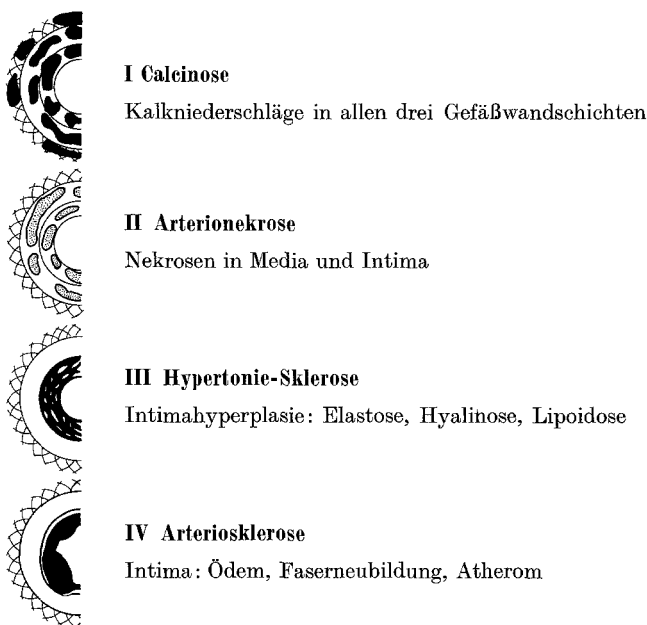 I Calcinose
Kalkniederschläge in allen drei Gefäßwandschichten
II Arterionekrose
Nekrosen in Media und Intima
III Hypertonie-Sklerose
Intimahyperplasie: Elastose, Hyalinose, Lipoidose
IV Arteriosklerose
Intima: Ödem, Faserneubildung, Atherom